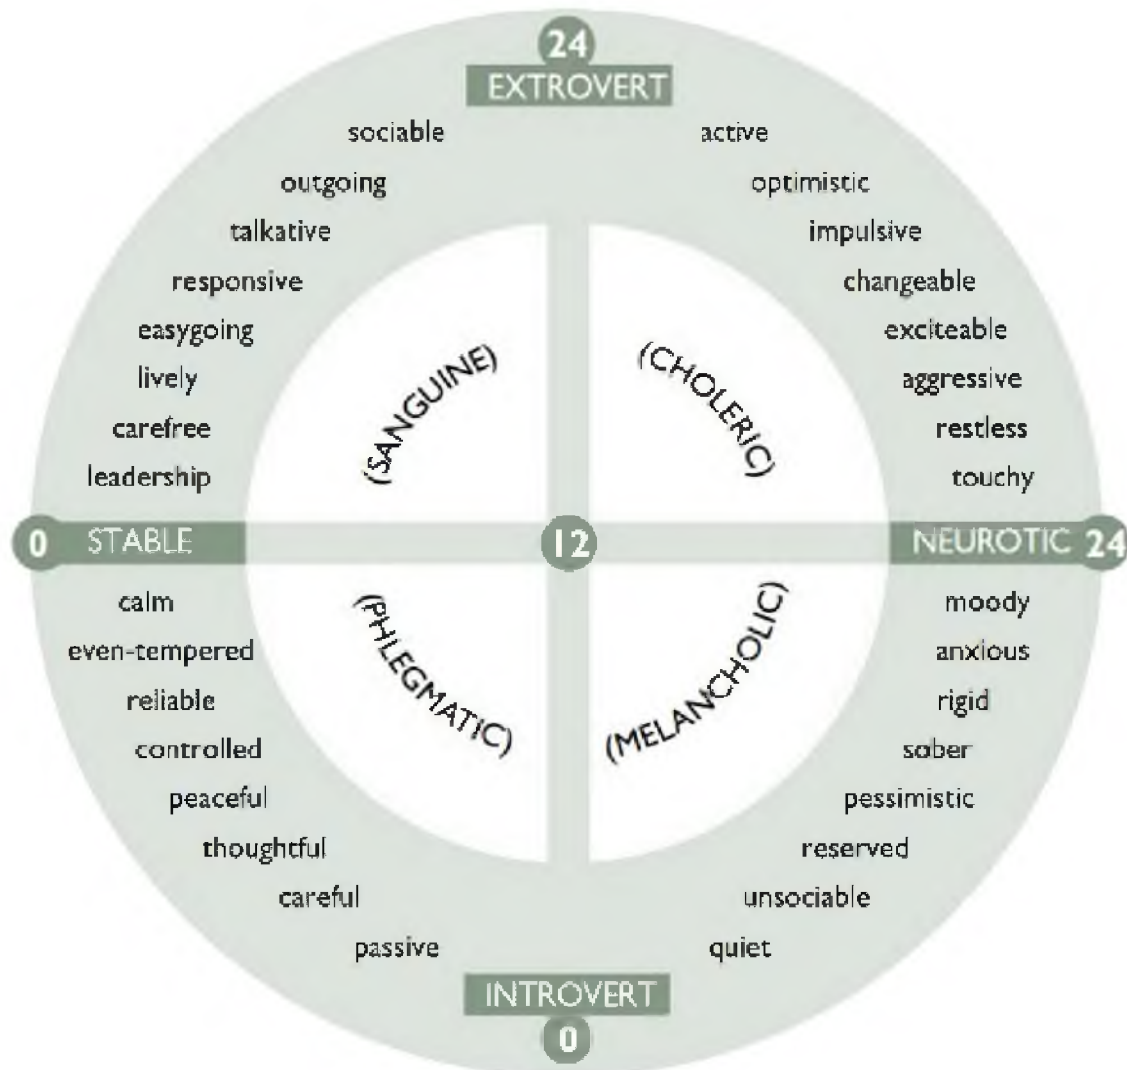 24
EXTROVERT
sociable active
outgoing optimistic
talkative impulsive
responsive changeable
easygoing exciteable
lively aggressive
carefree restless
leadership touchy
(SANGUINE) (CHOLERIC)
0 STABLE 12 NEUROTIC 24
(PHLEGMATIC) (MELANCHOLIC)
calm moody
even-tempered anxious
reliable rigid
controlled sober
peaceful pessimistic
thoughtful reserved
careful unsociable
passive quiet
INTROVERT
0